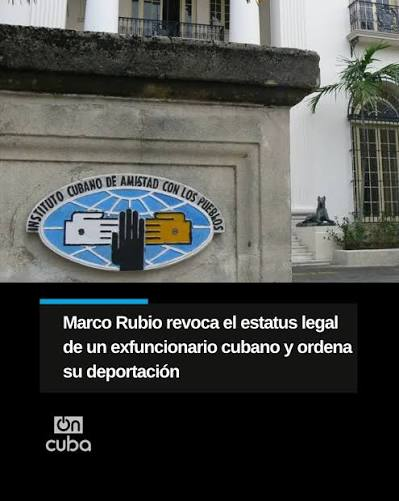 INSTITUTO CUBANO DE AMISTAD CON LOS PUEBLOS
Marco Rubio revoca el estatus legal
de un exfuncionario cubano y ordena
su deportación
On
cuba